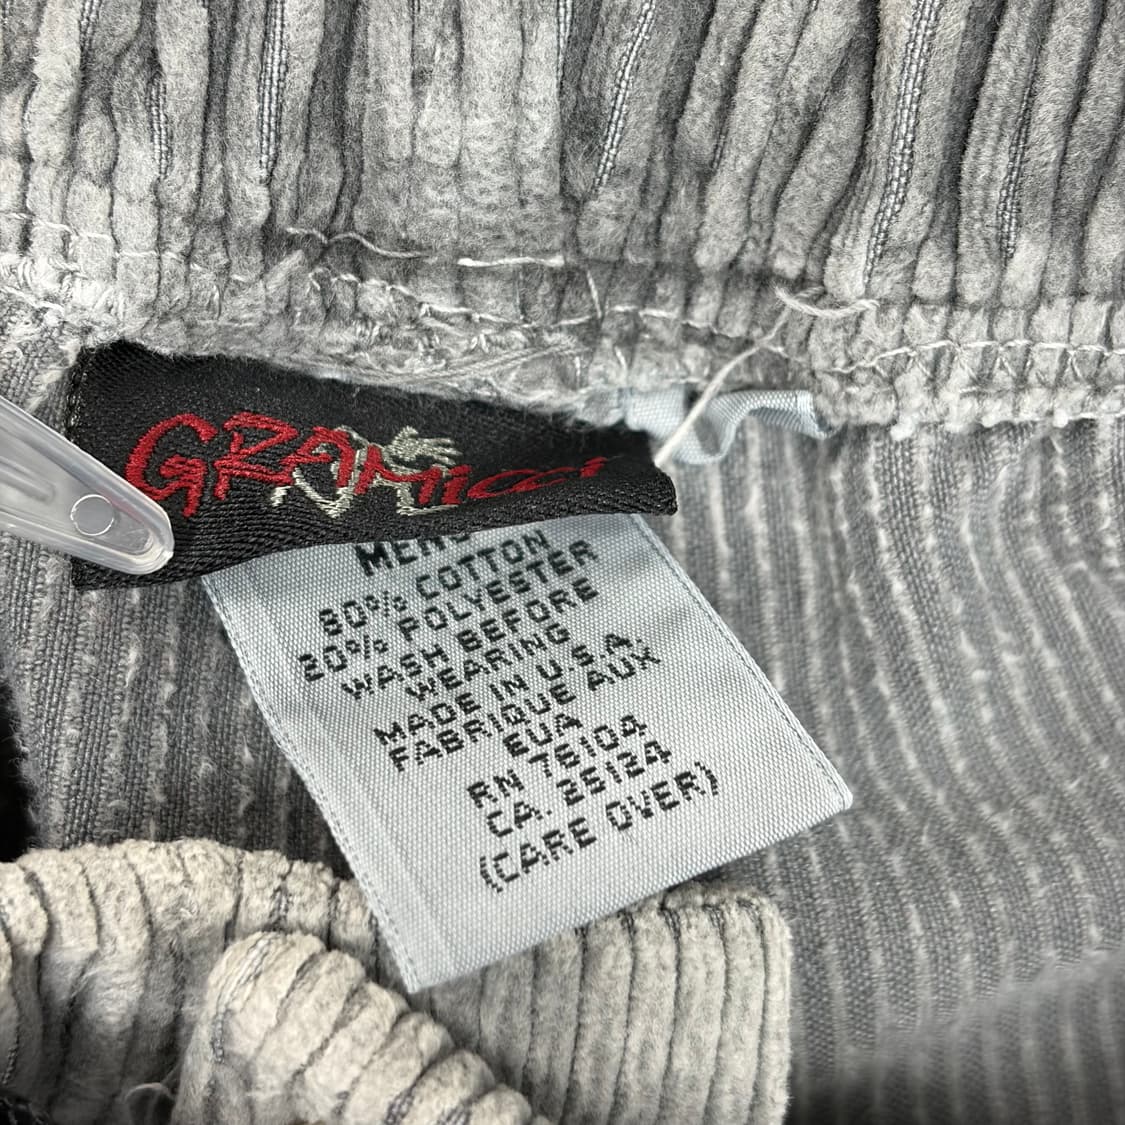 GRAMicci
MEN'S
80% COTTON
20% POLYESTER
WASH BEFORE
WEARING
MADE IN U.S.A.
FABRIQUE AUX
EUA
RN 76104
CA. 25124
(CARE OVER)